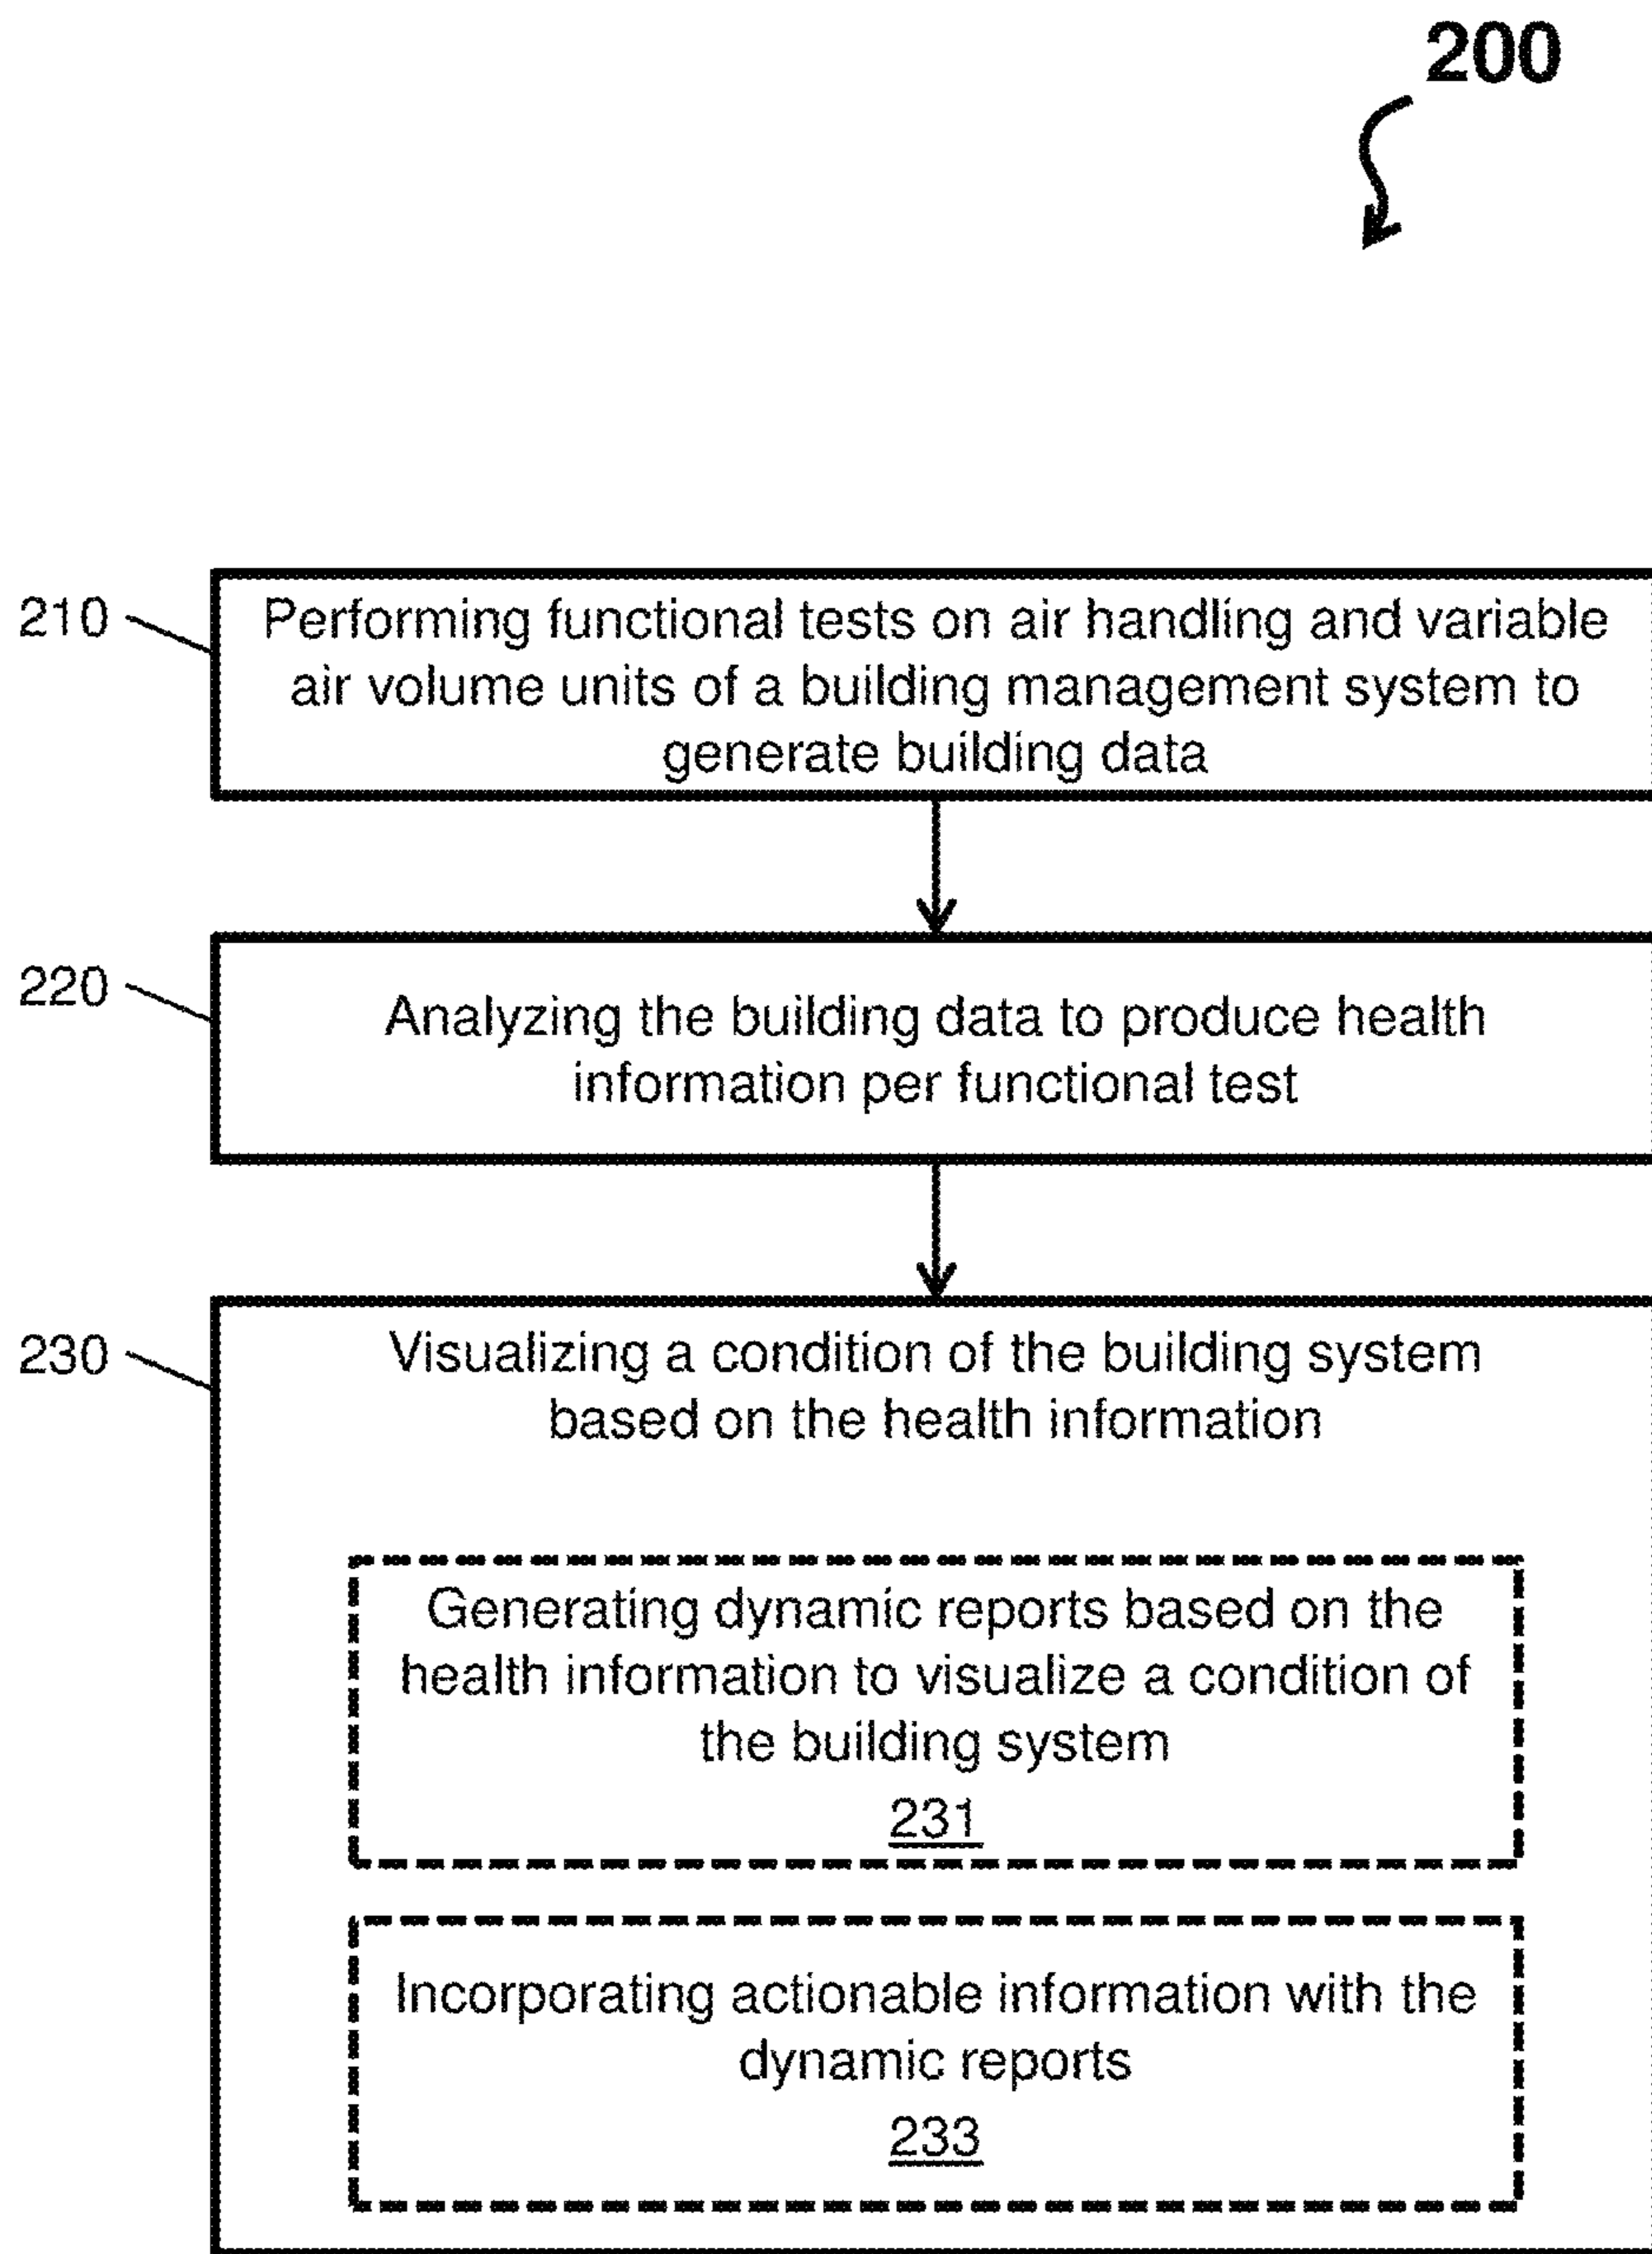 200
210
Performing functional tests on air handling and variable
air volume units of a building management system to
generate building data
220
Analyzing the building data to produce health
information per functional test
230
Visualizing a condition of the building system
based on the health information
Generating dynamic reports based on the
health information to visualize a condition of
the building system
231
Incorporating actionable information with the
dynamic reports
233